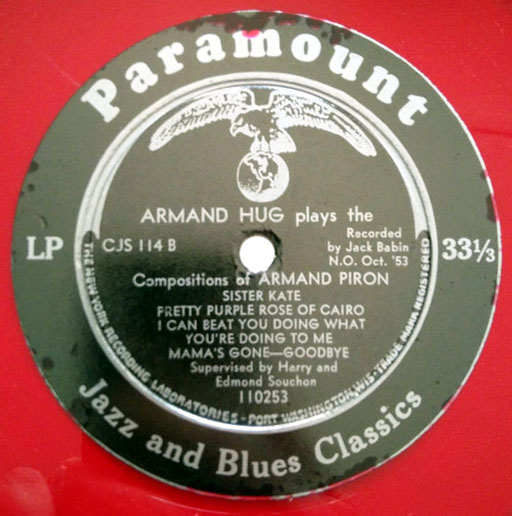 Paramount
ARMAND HUG plays the
LP
CJS 114 B
Recorded
by Jack Babin
N.O. Oct. '53
33⅓
Compositions of ARMAND PIRON
SISTER KATE
PRETTY PURPLE ROSE OF CAIRO
I CAN BEAT YOU DOING WHAT
YOU'RE DOING TO ME
MAMA'S GONE—GOODBYE
Supervised by Harry and
Edmond Souchon
110253
THE NEW YORK RECORDING LABORATORIES - PORT WASHINGTON, WIS. - TRADE MARK REGISTERED
Jazz and Blues Classics